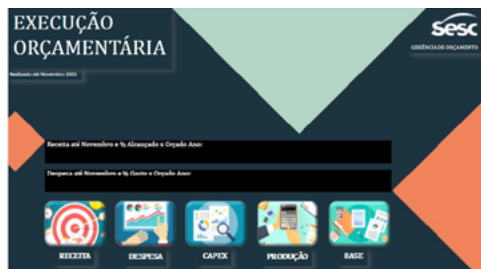 EXECUÇÃO
ORÇAMENTÁRIA
Sesc
GERÊNCIA DE ORÇAMENTO
Realizado até Novembro 2021
Receita até Novembro e % Alcançado x Orçado Ano:
Despesa até Novembro e % Gasto x Orçado Ano:
RECEITA
DESPESA
CAPEX
PRODUÇÃO
BASE